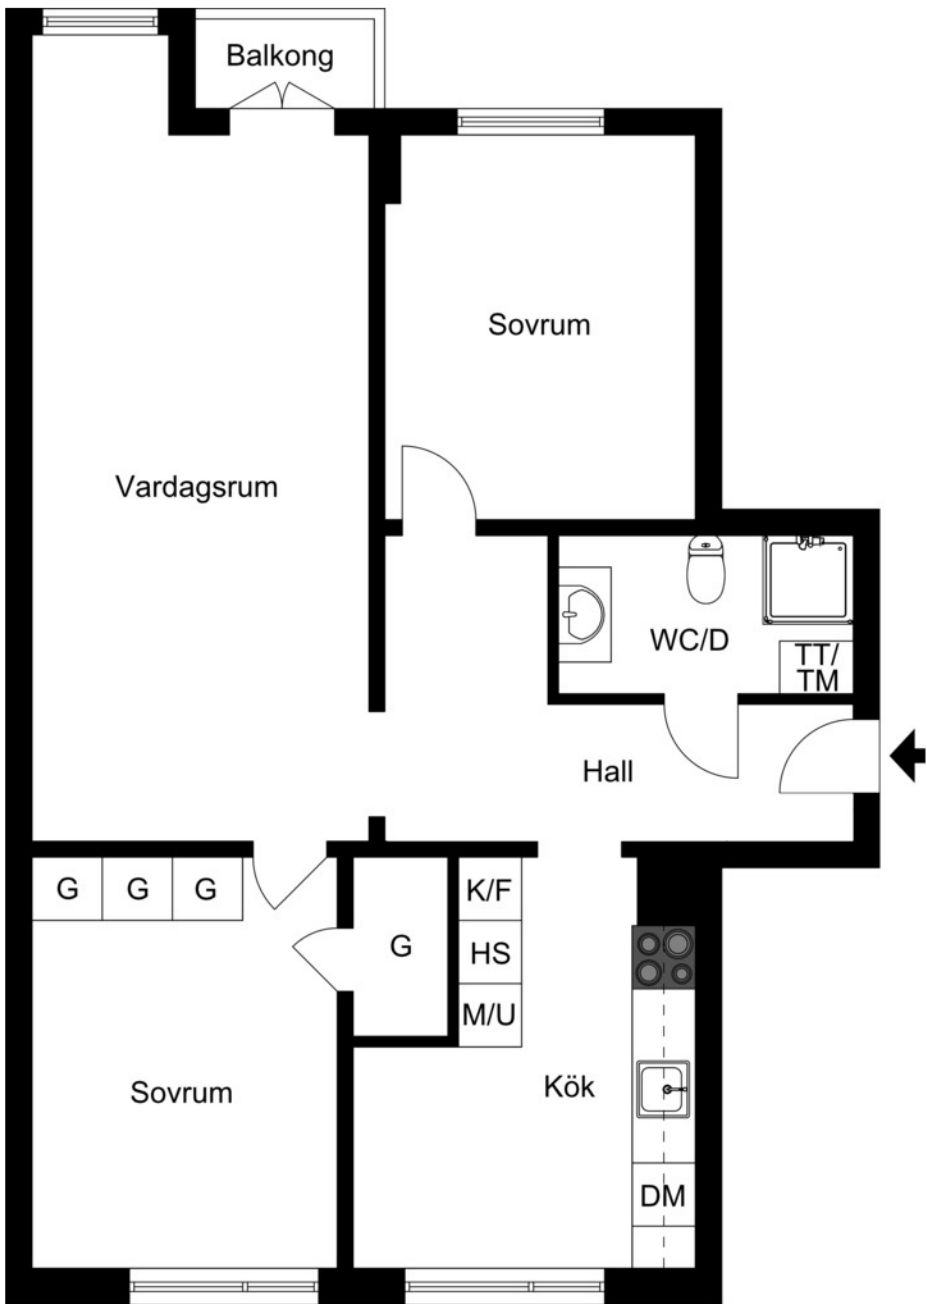 Balkong
Sovrum
Vardagsrum
WC/D
TT/
TM
Hall
G G G
K/F
G
HS
M/U
Sovrum
Kök
DM